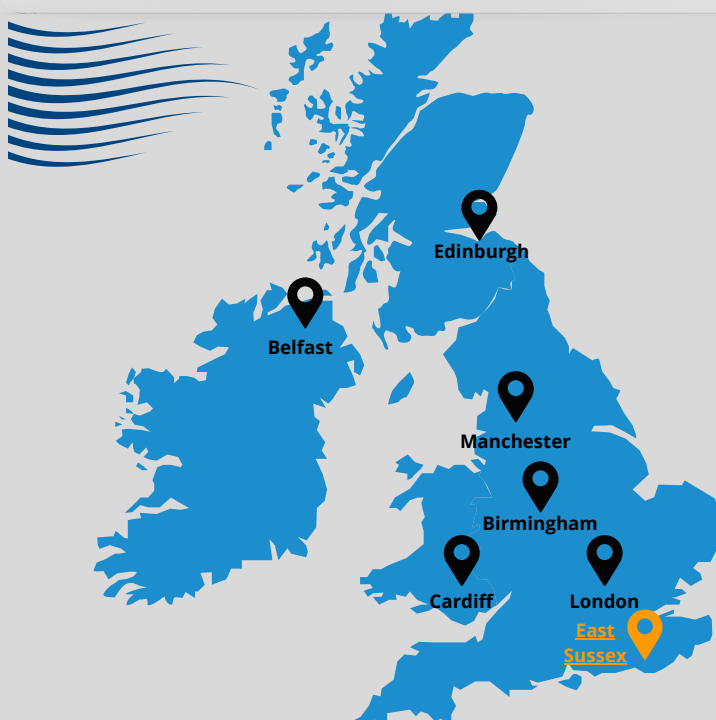 Edinburgh
Belfast
Manchester
Birmingham
Cardiff
London
East
Sussex